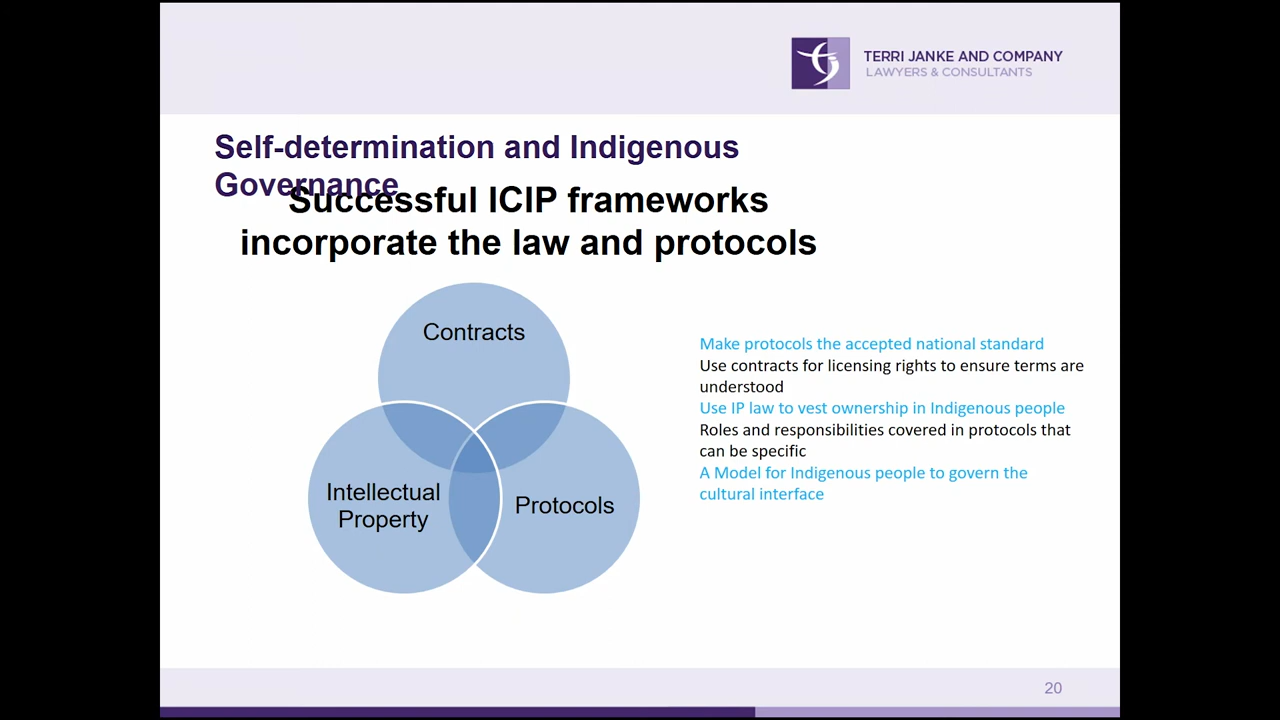 TERRI JANKE AND COMPANY
LAWYERS & CONSULTANTS
Self-determination and Indigenous
Governance
Successful ICIP frameworks
incorporate the law and protocols
Contracts
Intellectual
Property
Protocols
Make protocols the accepted national standard
Use contracts for licensing rights to ensure terms are
understood
Use IP law to vest ownership in Indigenous people
Roles and responsibilities covered in protocols that
can be specific
A Model for Indigenous people to govern the
cultural interface
20